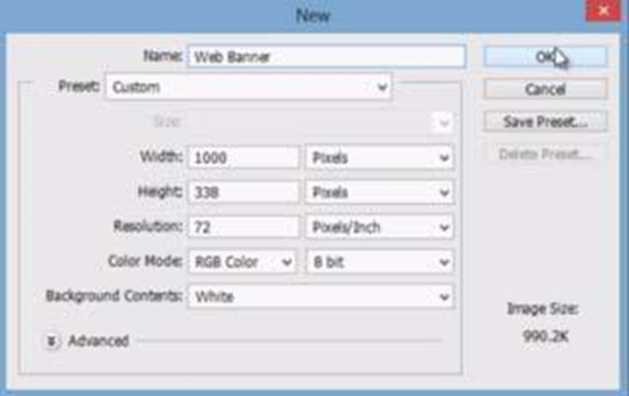 New
Name: Web Banner
OK
Preset: Custom
Cancel
Size:
Save Preset...
Width: 1000 Pixels
Delete Preset...
Height: 338 Pixels
Resolution: 72 Pixels/Inch
Color Mode: RGB Color 8 bit
Background Contents: White
Image Size:
990.2K
Advanced